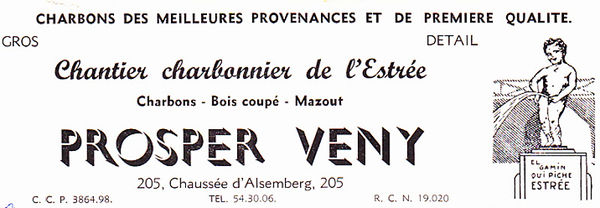 CHARBONS DES MEILLEURES PROVENANCES ET DE PREMIERE QUALITE.
GROS DETAIL
Chantier charbonnier de l'Estrée
Charbons - Bois coupé - Mazout
PROSPER VENY
205, Chaussée d'Alsemberg, 205
C. C. P. 3864.98. TEL. 54.30.06. R. C. N. 19.020
EL GAMIN
QUI PICHE
ESTRÉE